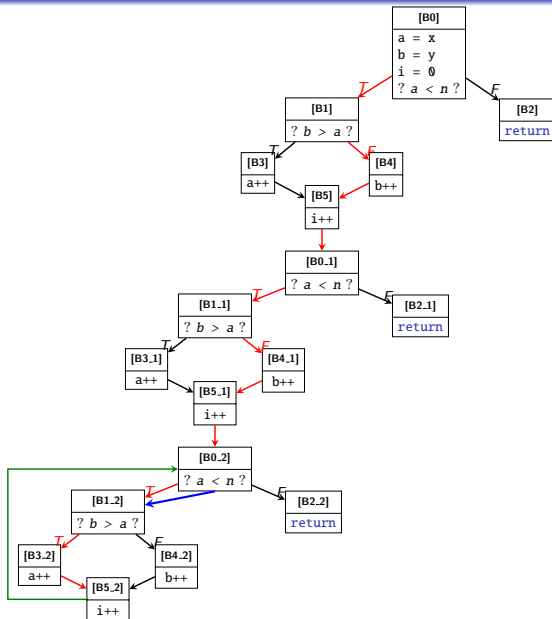 [B0]
a = x
b = y
i = 0
? a < n ?
T
F
[B1]
? b > a ?
[B2]
return
T
F
[B3]
a++
[B4]
b++
[B5]
i++
[B0_1]
? a < n ?
T
F
[B1_1]
? b > a ?
[B2_1]
return
T
F
[B3_1]
a++
[B4_1]
b++
[B5_1]
i++
[B0_2]
? a < n ?
T
F
[B1_2]
? b > a ?
[B2_2]
return
T
F
[B3_2]
a++
[B4_2]
b++
[B5_2]
i++